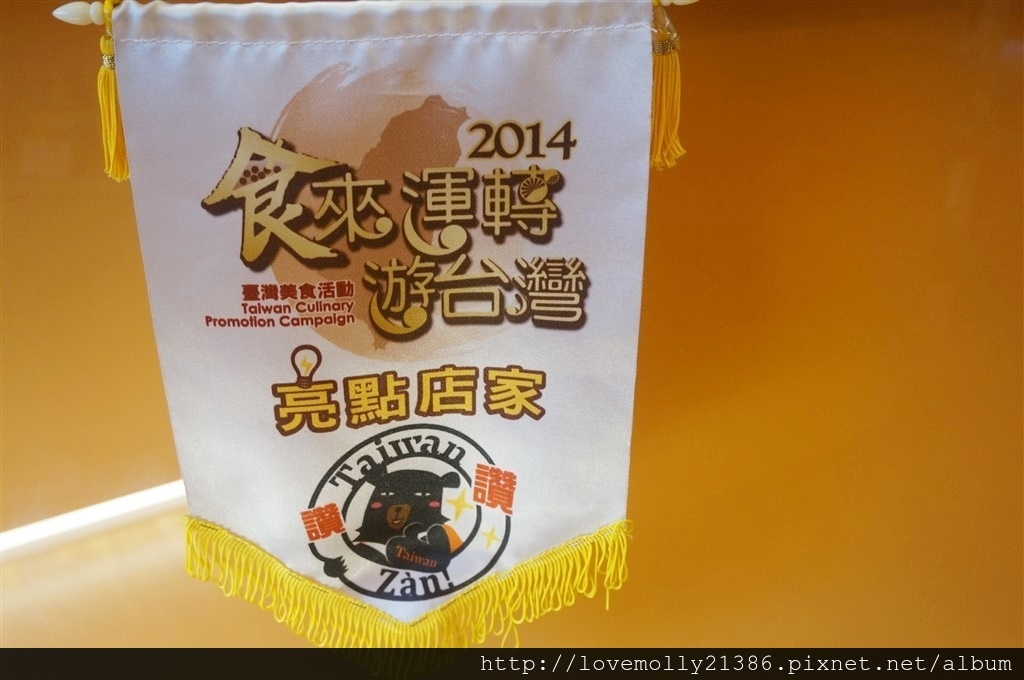 2014
食來運轉
遊台灣
臺灣美食活動
Taiwan Culinary
Promotion Campaign
亮點店家
Taiwan
讚
讚
Taiwan
Zàn!
http://lovemolly21386.pixnet.net/album